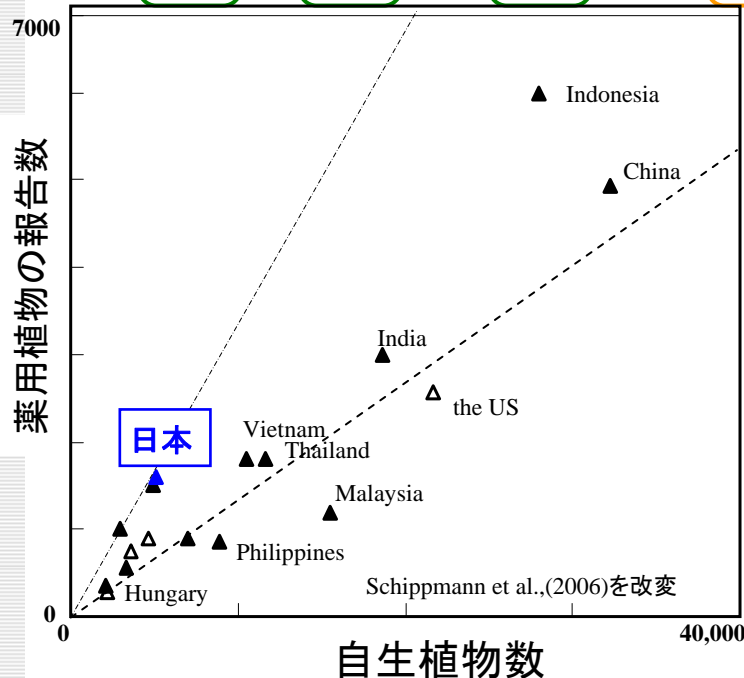 7000
薬用植物の報告数
Indonesia
China
India
the US
日本
Vietnam
Thailand
Malaysia
Philippines
Hungary
Schippmann et al.,(2006)を改変
0
0
40,000
自生植物数